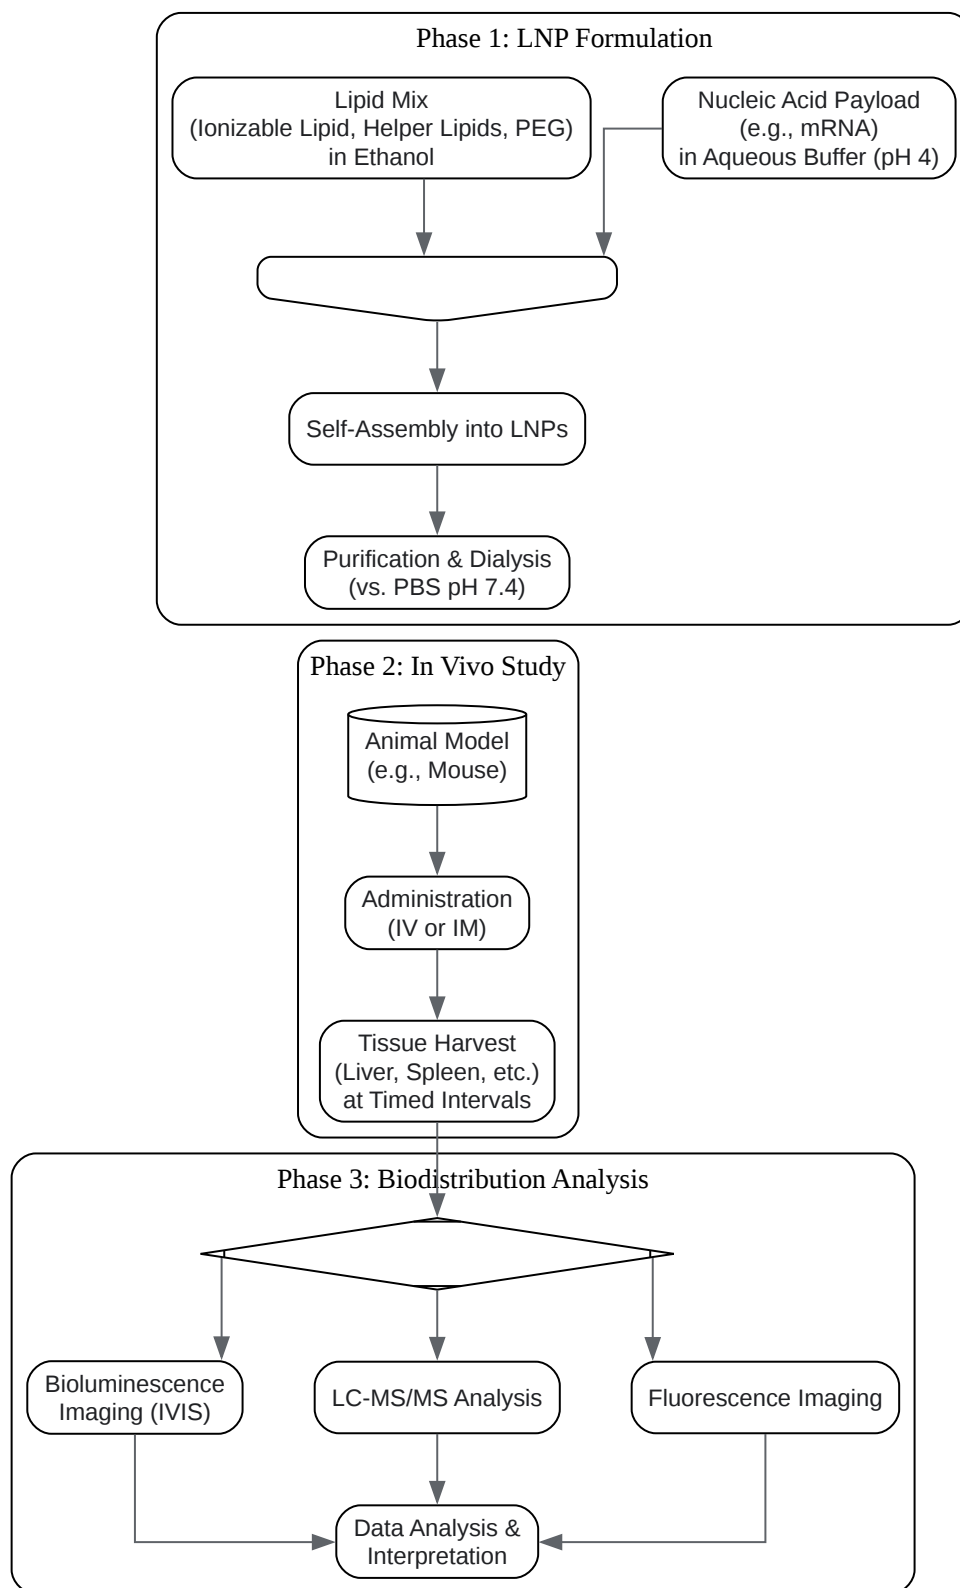 Phase 1: LNP Formulation
Lipid Mix
(Ionizable Lipid, Helper Lipids, PEG)
in Ethanol
Nucleic Acid Payload
(e.g., mRNA)
in Aqueous Buffer (pH 4)
Self-Assembly into LNPs
Purification & Dialysis
(vs. PBS pH 7.4)
Phase 2: In Vivo Study
Animal Model
(e.g., Mouse)
Administration
(IV or IM)
Tissue Harvest
(Liver, Spleen, etc.)
at Timed Intervals
Phase 3: Biodistribution Analysis
Bioluminescence
Imaging (IVIS)
LC-MS/MS Analysis
Fluorescence Imaging
Data Analysis &
Interpretation